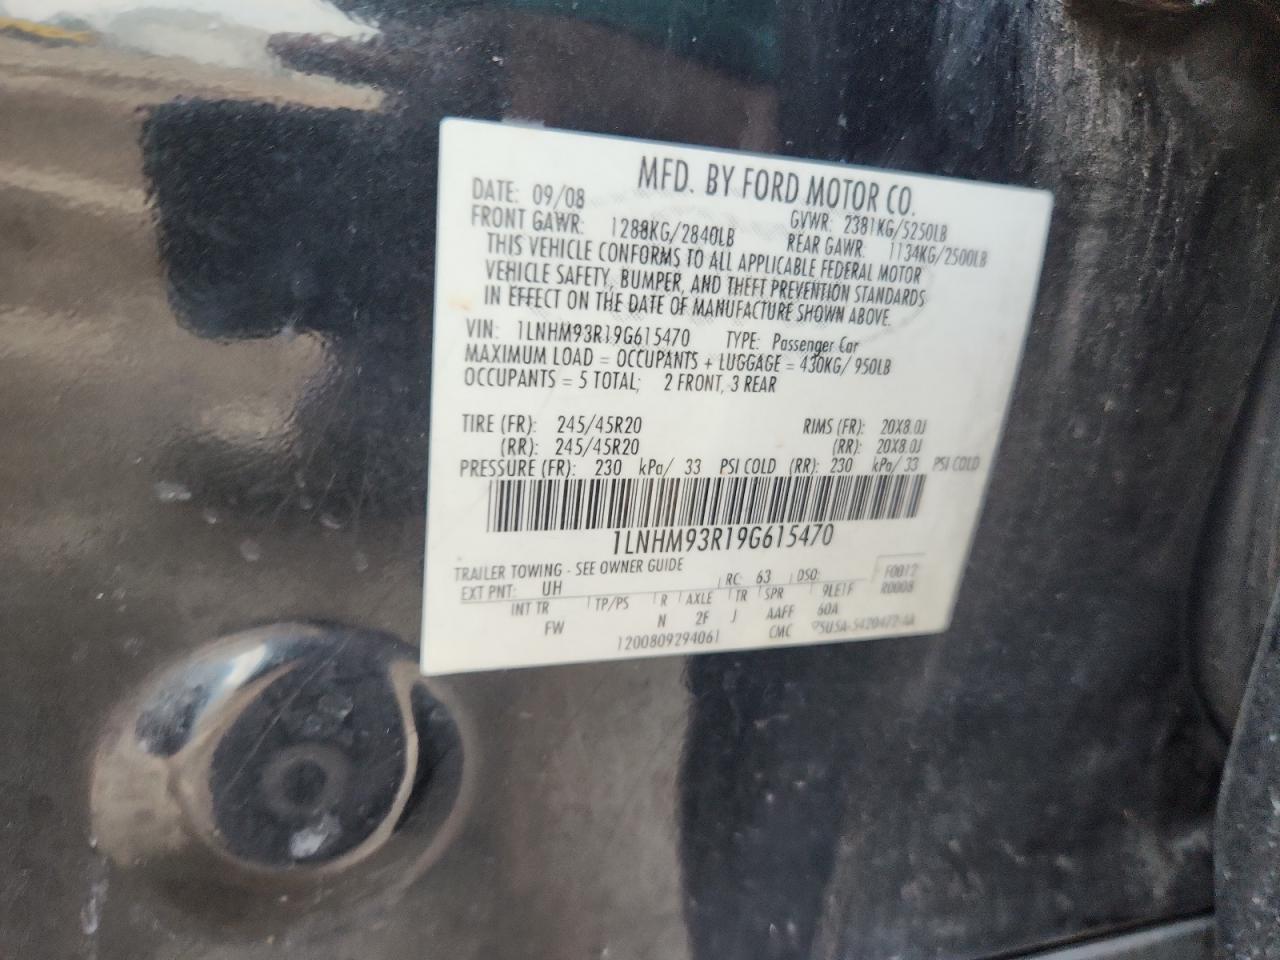 MFD. BY FORD MOTOR CO.
DATE: 09/08 GVWR: 2381KG/5250LB
FRONT GAWR: 1288KG/2840LB REAR GAWR: 1134KG/2500LB
THIS VEHICLE CONFORMS TO ALL APPLICABLE FEDERAL MOTOR
VEHICLE SAFETY, BUMPER, AND THEFT PREVENTION STANDARDS
IN EFFECT ON THE DATE OF MANUFACTURE SHOWN ABOVE.
VIN: 1LNHM93R19G615470 TYPE: Passenger Car
MAXIMUM LOAD = OCCUPANTS + LUGGAGE = 430KG/ 950LB
OCCUPANTS = 5 TOTAL; 2 FRONT, 3 REAR
TIRE (FR): 245/45R20 RIMS (FR): 20X8.0J
(RR): 245/45R20 (RR): 20X8.0J
PRESSURE (FR): 230 kPa/ 33 PSI COLD (RR): 230 kPa/ 33 PSI COLD
1LNHM93R19G615470
TRAILER TOWING - SEE OWNER GUIDE
EXT PNT: UH RC: 63 DSO: F0012
R0008
INT TR TP/PS R AXLE TR SPR 9LE1F
FW N 2F J AAFF 60A
1200809294061 CMC